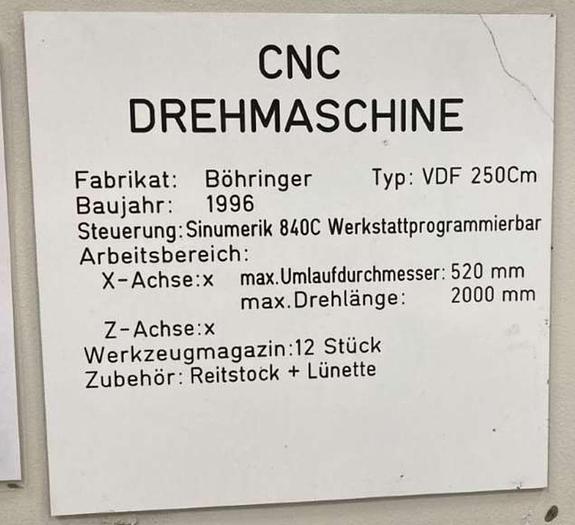 CNC
DREHMASCHINE
Fabrikat: Böhringer Typ: VDF 250Cm
Baujahr: 1996
Steuerung: Sinumerik 840C Werkstattprogrammierbar
Arbeitsbereich:
X-Achse:x max.Umlaufdurchmesser: 520 mm
max.Drehlänge: 2000 mm
Z-Achse:x
Werkzeugmagazin:12 Stück
Zubehör: Reitstock + Lünette